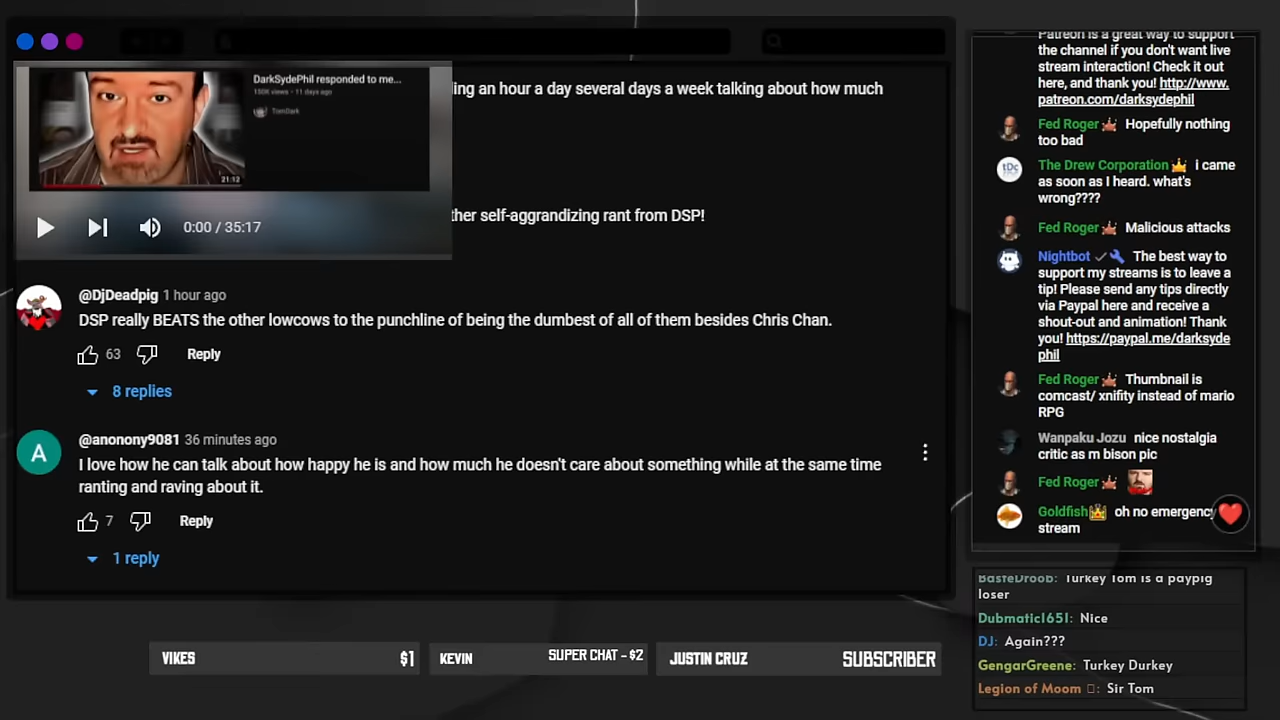 DarkSydePhil responded to me...
150K views • 11 days ago
TomDark
21:12
0:00 / 35:17
ing an hour a day several days a week talking about how much
ther self-aggrandizing rant from DSP!
@DjDeadpig 1 hour ago
DSP really BEATS the other lowcows to the punchline of being the dumbest of all of them besides Chris Chan.
63 Reply
8 replies
A
@anonony9081 36 minutes ago
I love how he can talk about how happy he is and how much he doesn't care about something while at the same time
ranting and raving about it.
7 Reply
1 reply
VIKES $1
KEVIN SUPER CHAT - $2
JUSTIN CRUZ SUBSCRIBER
Patreon is a great way to support
the channel if you don't want live
stream interaction! Check it out
here, and thank you! http://www.
patreon.com/darksydephil
Fed Roger Hopefully nothing
too bad
tDc
The Drew Corporation i came
as soon as I heard. what's
wrong????
Fed Roger Malicious attacks
Nightbot The best way to
support my streams is to leave a
tip! Please send any tips directly
via Paypal here and receive a
shout-out and animation! Thank
you! https://paypal.me/darksyde
phil
Fed Roger Thumbnail is
comcast/ xnifity instead of mario
RPG
Wanpaku Jozu nice nostalgia
critic as m bison pic
Fed Roger
Goldfish oh no emergency
stream
BasteDroob: Turkey Tom is a paypig
loser
Dubmatic1651: Nice
DJ: Again???
GengarGreene: Turkey Durkey
Legion of Moom : Sir Tom